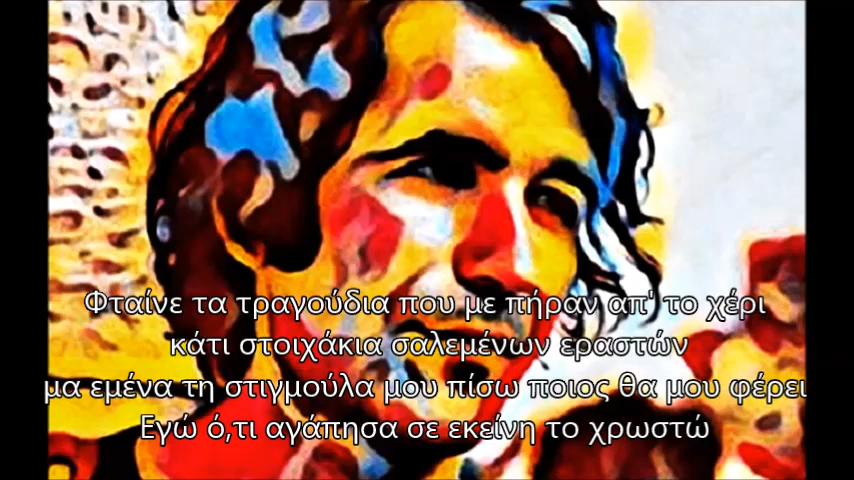 Φταίνε τα τραγούδια που με πήραν απ' το χέρι
κάτι στοιχάκια σαλεμένων εραστών
μα εμένα τη στιγμούλα μου πίσω ποιος θα μου φέρει
Εγώ ό,τι αγάπησα σε εκείνη το χρωστώ